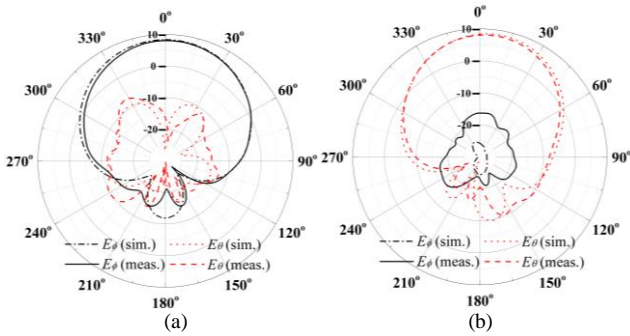 0°
330° 10 30°
300° 0 60°
-10
-20
270° 90°
240° 120°
Eϕ (sim.) Eθ (sim.)
Eϕ (meas.) Eθ (meas.)
210° 150°
180°
(a)
0°
330° 10 30°
300° 0 60°
-10
-20
270° 90°
240° 120°
Eϕ (sim.) Eθ (sim.)
Eϕ (meas.) Eθ (meas.)
210° 150°
180°
(b)